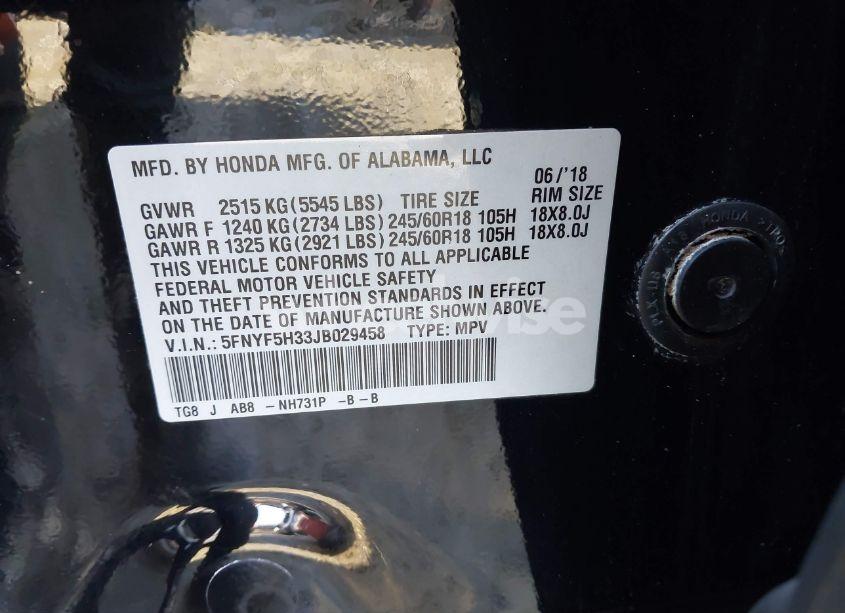 MFD. BY HONDA MFG. OF ALABAMA, LLC
06/'18
GVWR 2515 KG (5545 LBS) TIRE SIZE RIM SIZE
GAWR F 1240 KG (2734 LBS) 245/60R18 105H 18X8.0J
GAWR R 1325 KG (2921 LBS) 245/60R18 105H 18X8.0J
THIS VEHICLE CONFORMS TO ALL APPLICABLE
FEDERAL MOTOR VEHICLE SAFETY
AND THEFT PREVENTION STANDARDS IN EFFECT
ON THE DATE OF MANUFACTURE SHOWN ABOVE.
V.I.N.: 5FNYF5H33JB029458 TYPE: MPV
TG8 J AB8 -NH731P -B-B
HONDA